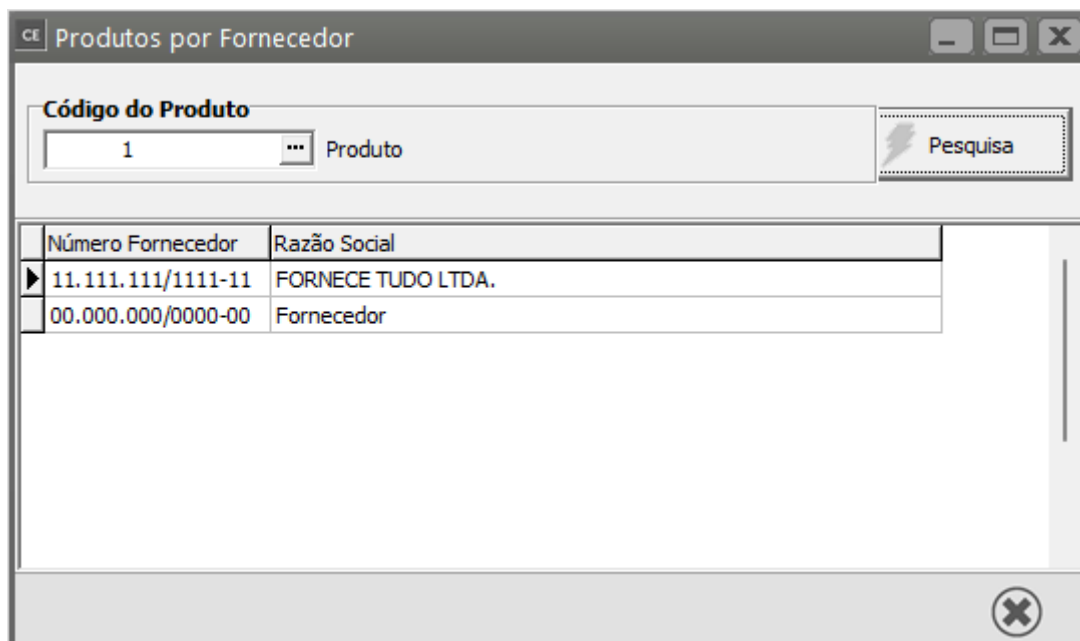 CE Produtos por Fornecedor
Código do Produto
1 ... Produto
Pesquisa
Número Fornecedor Razão Social
11.111.111/1111-11 FORNECE TUDO LTDA.
00.000.000/0000-00 Fornecedor